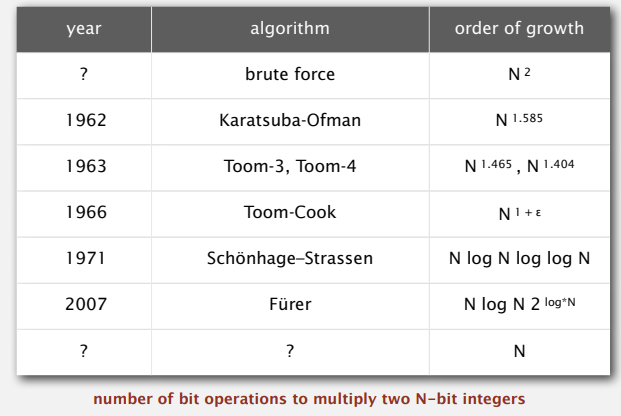 year algorithm order of growth
? brute force N ²
1962 Karatsuba-Ofman N ¹·⁵⁸⁵
1963 Toom-3, Toom-4 N ¹·⁴⁶⁵ , N ¹·⁴⁰⁴
1966 Toom-Cook N ¹ ⁺ ᵋ
1971 Schönhage–Strassen N log N log log N
2007 Fürer N log N 2 log*N
? ? N
number of bit operations to multiply two N-bit integers